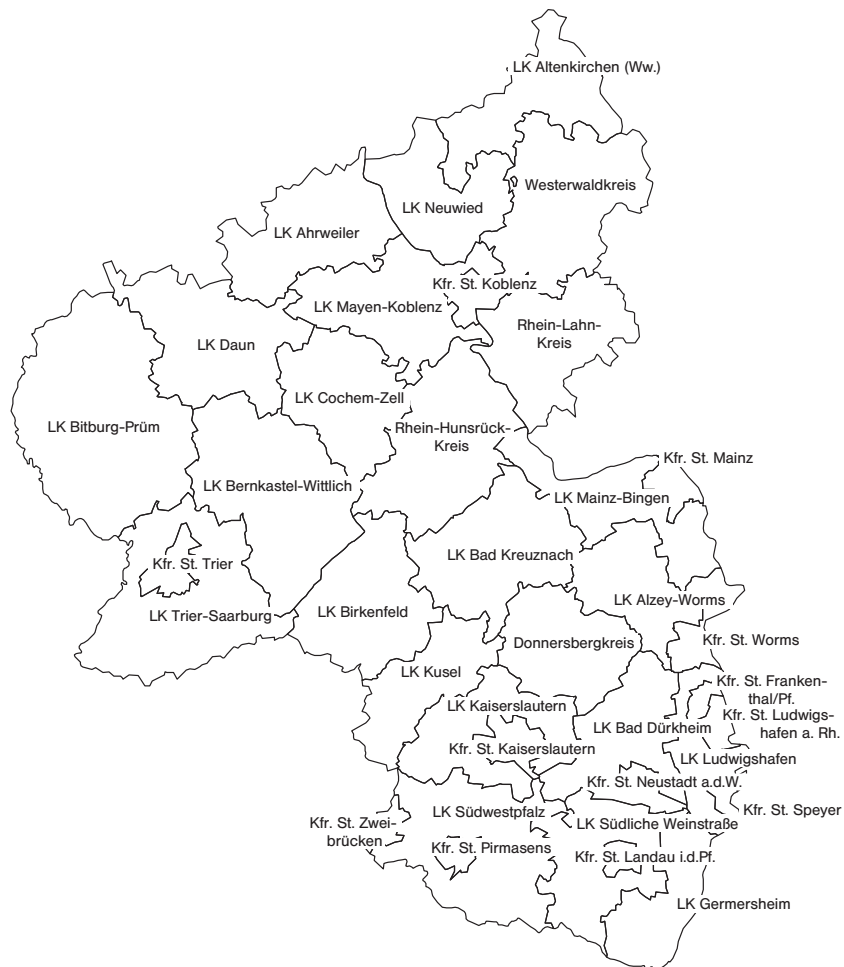 LK Altenkirchen (Ww.)
Westerwaldkreis
LK Neuwied
LK Ahrweiler
Kfr. St. Koblenz
LK Mayen-Koblenz
Rhein-Lahn-
Kreis
LK Daun
LK Cochem-Zell
LK Bitburg-Prüm
Rhein-Hunsrück-
Kreis
Kfr. St. Mainz
LK Bernkastel-Wittlich
LK Mainz-Bingen
LK Bad Kreuznach
Kfr. St. Trier
LK Alzey-Worms
LK Trier-Saarburg
LK Birkenfeld
Kfr. St. Worms
Donnersbergkreis
LK Kusel
Kfr. St. Franken-
thal/Pf.
LK Kaiserslautern
Kfr. St. Ludwigs-
hafen a. Rh.
LK Bad Dürkheim
Kfr. St. Kaiserslautern
LK Ludwigshafen
Kfr. St. Neustadt a.d.W.
Kfr. St. Speyer
LK Südwestpfalz
Kfr. St. Zwei-
brücken
LK Südliche Weinstraße
Kfr. St. Pirmasens
Kfr. St. Landau i.d.Pf.
LK Germersheim